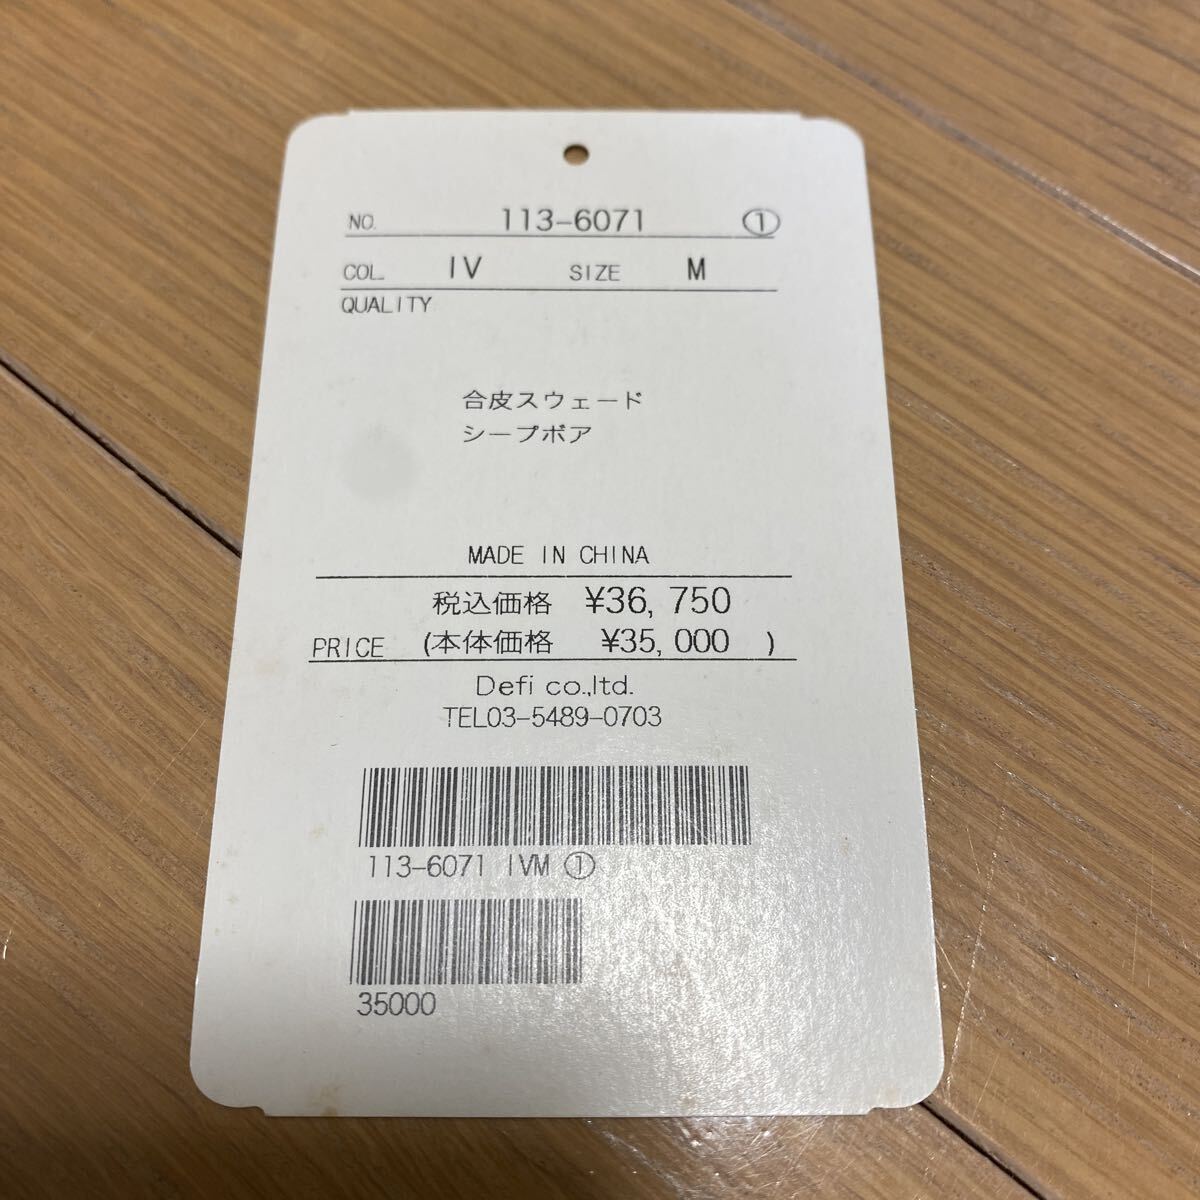 NO. 113-6071 ①
COL. IV SIZE M
QUALITY
合皮スウェード
シープボア
MADE IN CHINA
税込価格 ¥36,750
PRICE (本体価格 ¥35,000 )
Defi co.,ltd.
TEL03-5489-0703
113-6071 IVM ①
35000